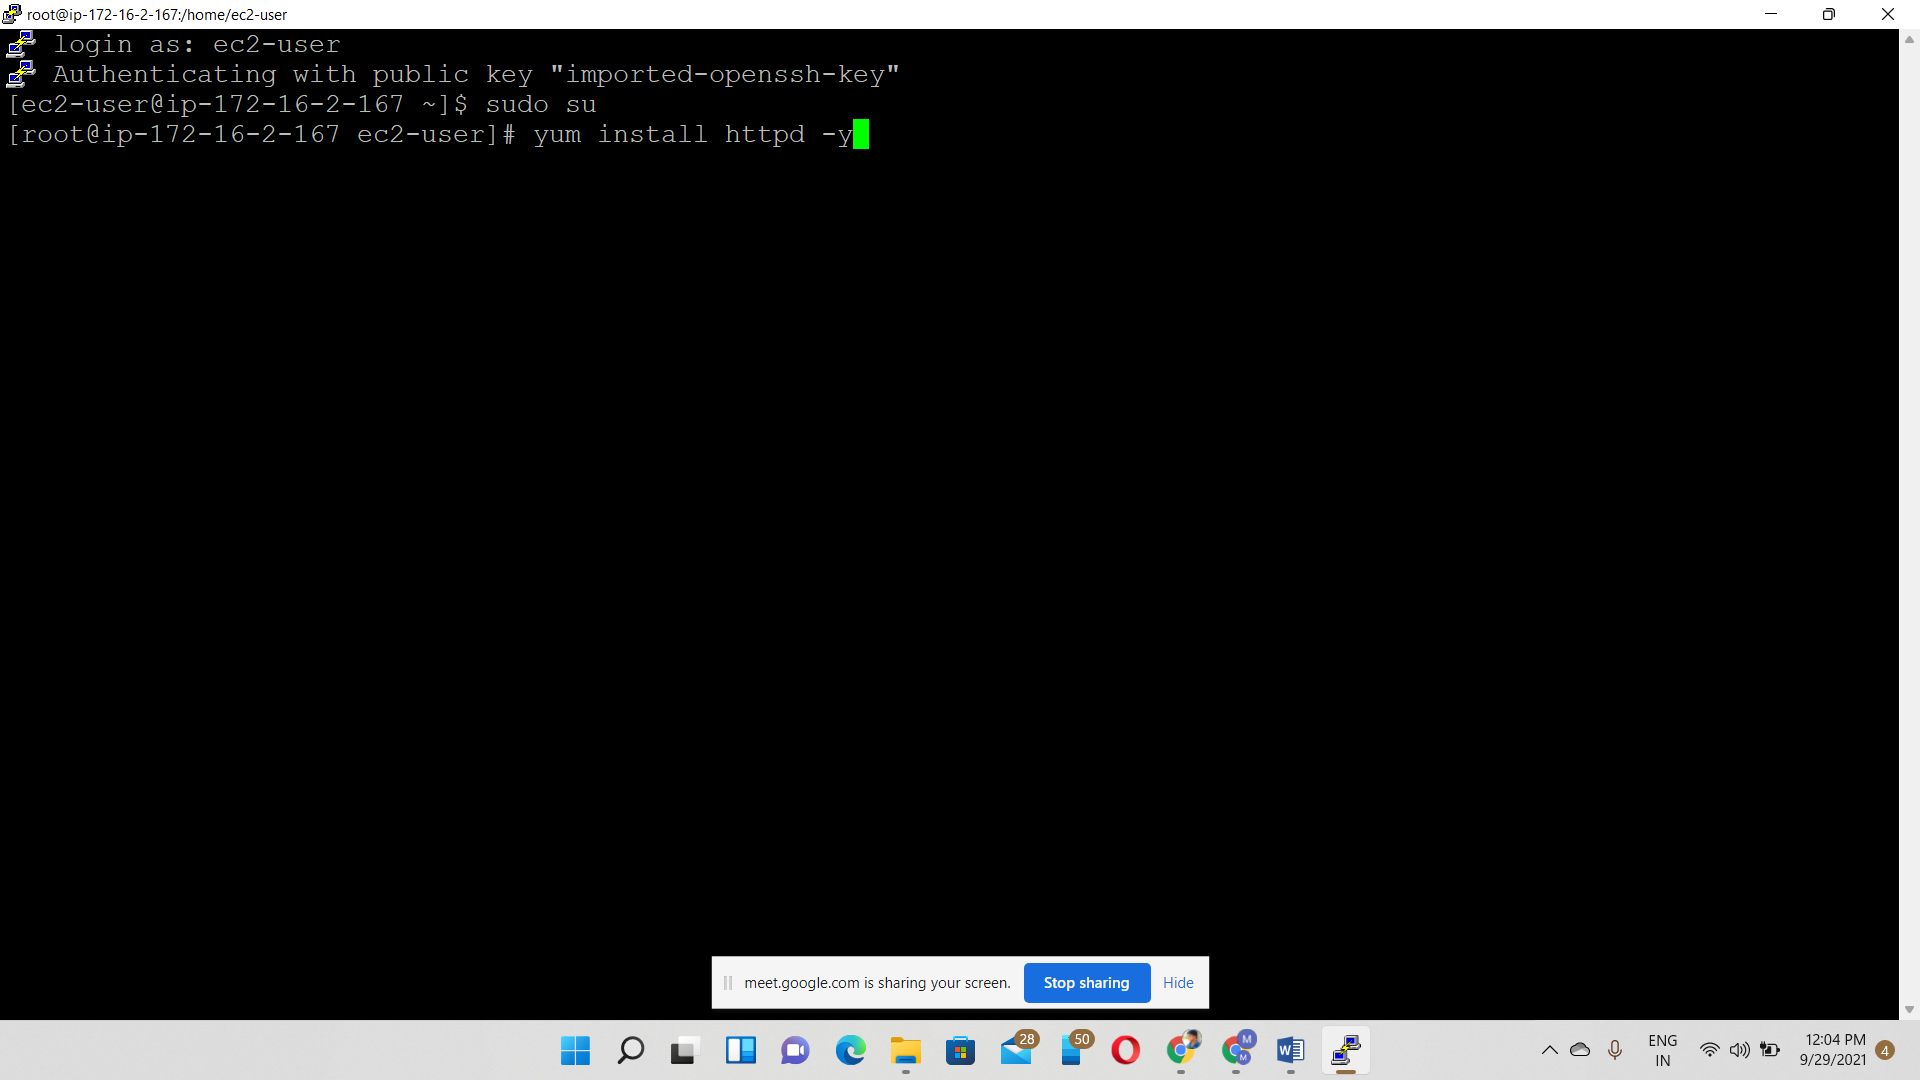 root@ip-172-16-2-167:/home/ec2-user
login as: ec2-user
Authenticating with public key "imported-openssh-key"
[ec2-user@ip-172-16-2-167 ~]$ sudo su
[root@ip-172-16-2-167 ec2-user]# yum install httpd -y
meet.google.com is sharing your screen.
Stop sharing
Hide
28
50
M
M
W
ENG
IN
12:04 PM
9/29/2021
4